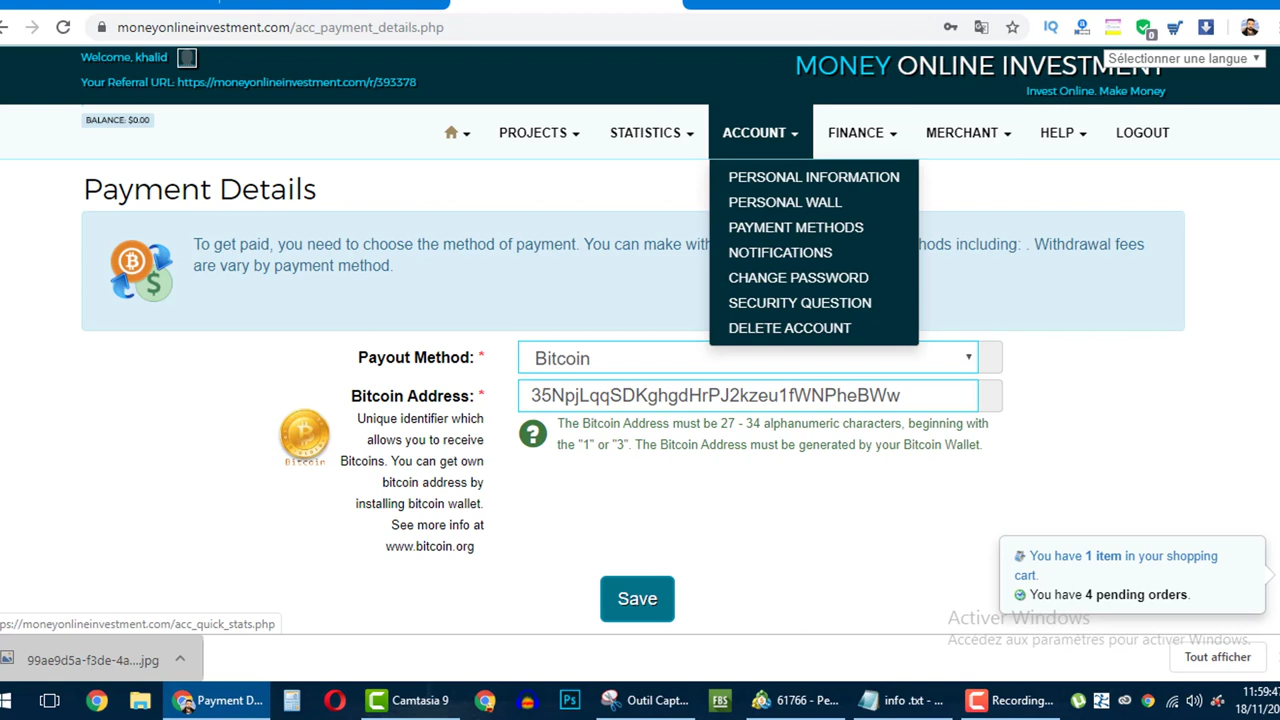 moneyonlineinvestment.com/acc_payment_details.php
Welcome, khalid
Your Referral URL: https://moneyonlineinvestment.com/r/393378
MONEY ONLINE INVESTMENT
Sélectionner une langue
Invest Online. Make Money
BALANCE: $0.00
PROJECTS
STATISTICS
ACCOUNT
FINANCE
MERCHANT
HELP
LOGOUT
PERSONAL INFORMATION
PERSONAL WALL
PAYMENT METHODS
NOTIFICATIONS
CHANGE PASSWORD
SECURITY QUESTION
DELETE ACCOUNT
Payment Details
To get paid, you need to choose the method of payment. You can make with hods including: . Withdrawal fees
are vary by payment method.
Payout Method: *
Bitcoin
Bitcoin Address: *
35NpjLqqSDKghgdHrPJ2kzeu1fWNPheBWw
Unique identifier which
allows you to receive
Bitcoins. You can get own
bitcoin address by
installing bitcoin wallet.
See more info at
www.bitcoin.org
Bitcoin
The Bitcoin Address must be 27 - 34 alphanumeric characters, beginning with
the "1" or "3". The Bitcoin Address must be generated by your Bitcoin Wallet.
Save
You have 1 item in your shopping
cart.
You have 4 pending orders.
Activer Windows
Accédez aux paramètres pour activer Windows.
ps://moneyonlineinvestment.com/acc_quick_stats.php
99ae9d5a-f3de-4a....jpg
Tout afficher
Payment D...
Camtasia 9
Ps
Outil Capt...
FBS
61766 - Pe...
info .txt - ...
Recording...
11:59:47
18/11/20